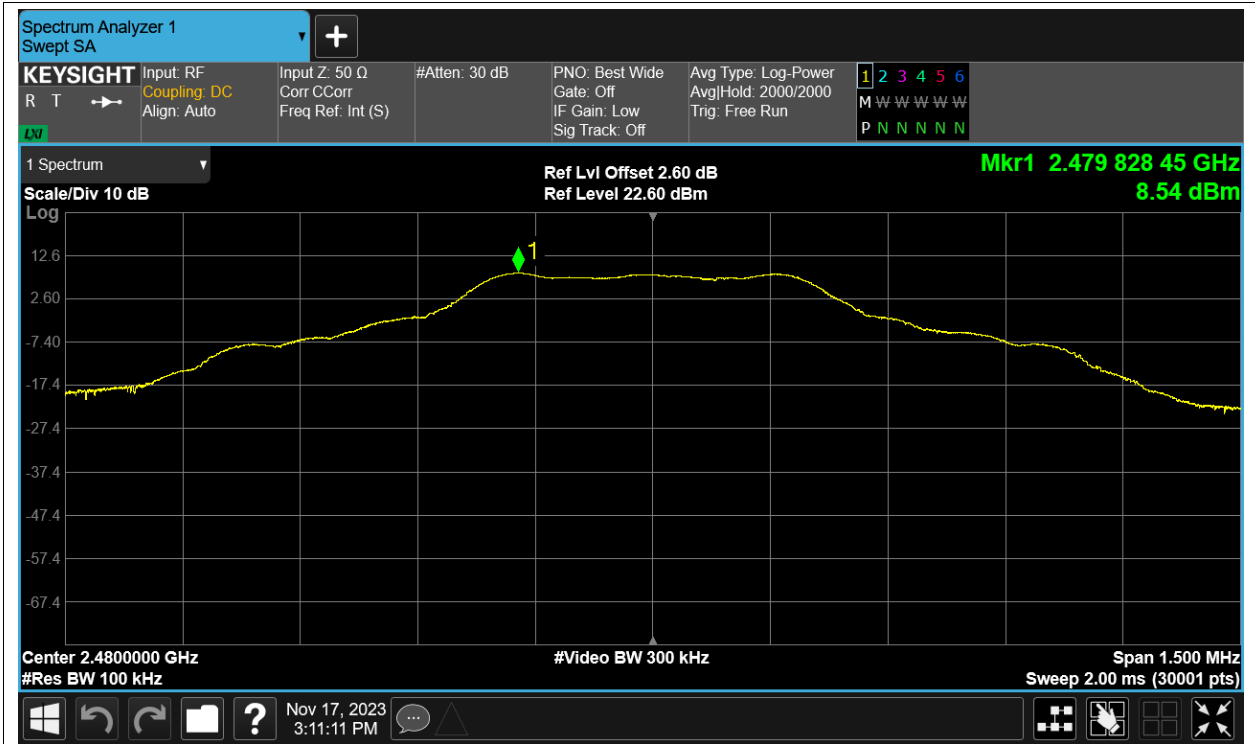 Spectrum Analyzer 1
Swept SA
KEYSIGHT
R T
LXI
Input: RF
Coupling: DC
Align: Auto
Input Z: 50 Ω
Corr CCorr
Freq Ref: Int (S)
#Atten: 30 dB
PNO: Best Wide
Gate: Off
IF Gain: Low
Sig Track: Off
Avg Type: Log-Power
Avg|Hold: 2000/2000
Trig: Free Run
1 2 3 4 5 6
M W W W W W
P N N N N N
1 Spectrum
Scale/Div 10 dB
Log
Ref Lvl Offset 2.60 dB
Ref Level 22.60 dBm
Mkr1 2.479 828 45 GHz
8.54 dBm
1
12.6
2.60
-7.40
-17.4
-27.4
-37.4
-47.4
-57.4
-67.4
Center 2.4800000 GHz
#Res BW 100 kHz
#Video BW 300 kHz
Span 1.500 MHz
Sweep 2.00 ms (30001 pts)
?
Nov 17, 2023
3:11:11 PM